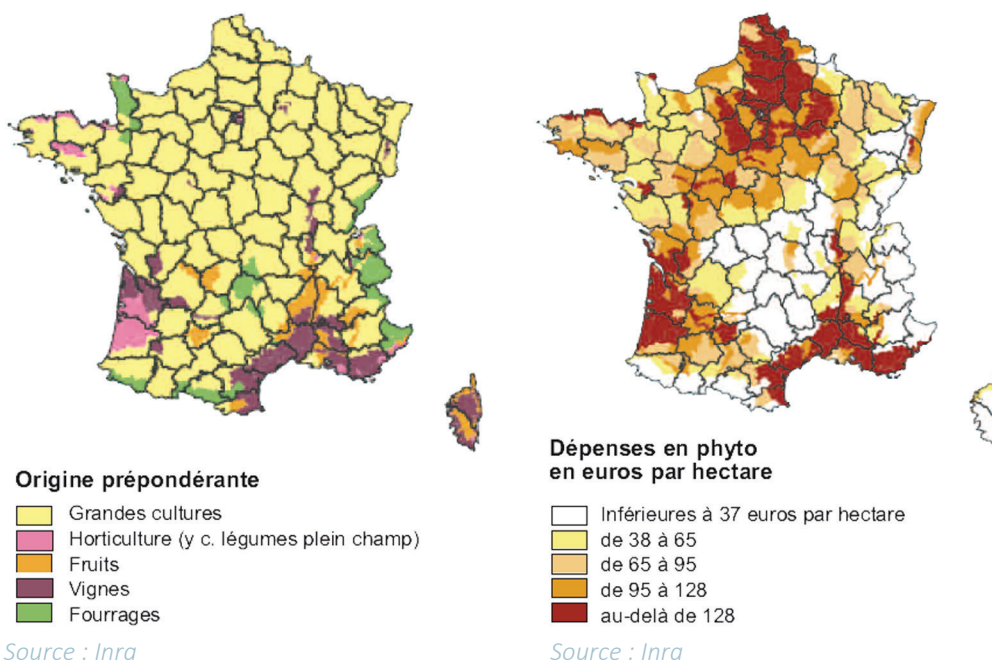 Origine prépondérante
Grandes cultures
Horticulture (y c. légumes plein champ)
Fruits
Vignes
Fourrages
Source : Inra
Dépenses en phyto
en euros par hectare
Inférieures à 37 euros par hectare
de 38 à 65
de 65 à 95
de 95 à 128
au-delà de 128
Source : Inra